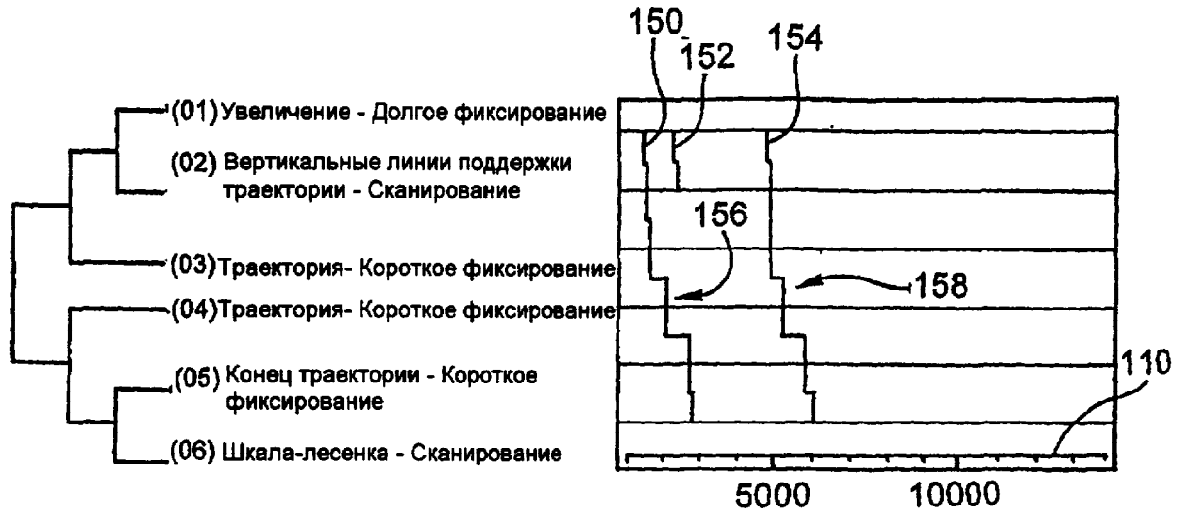 150
152
154
(01) Увеличение - Долгое фиксирование
(02) Вертикальные линии поддержки
траектории - Сканирование
156
(03) Траектория- Короткое фиксирование
158
(04) Траектория- Короткое фиксирование
110
(05) Конец траектории - Короткое
фиксирование
(06) Шкала-лесенка - Сканирование
5000 10000